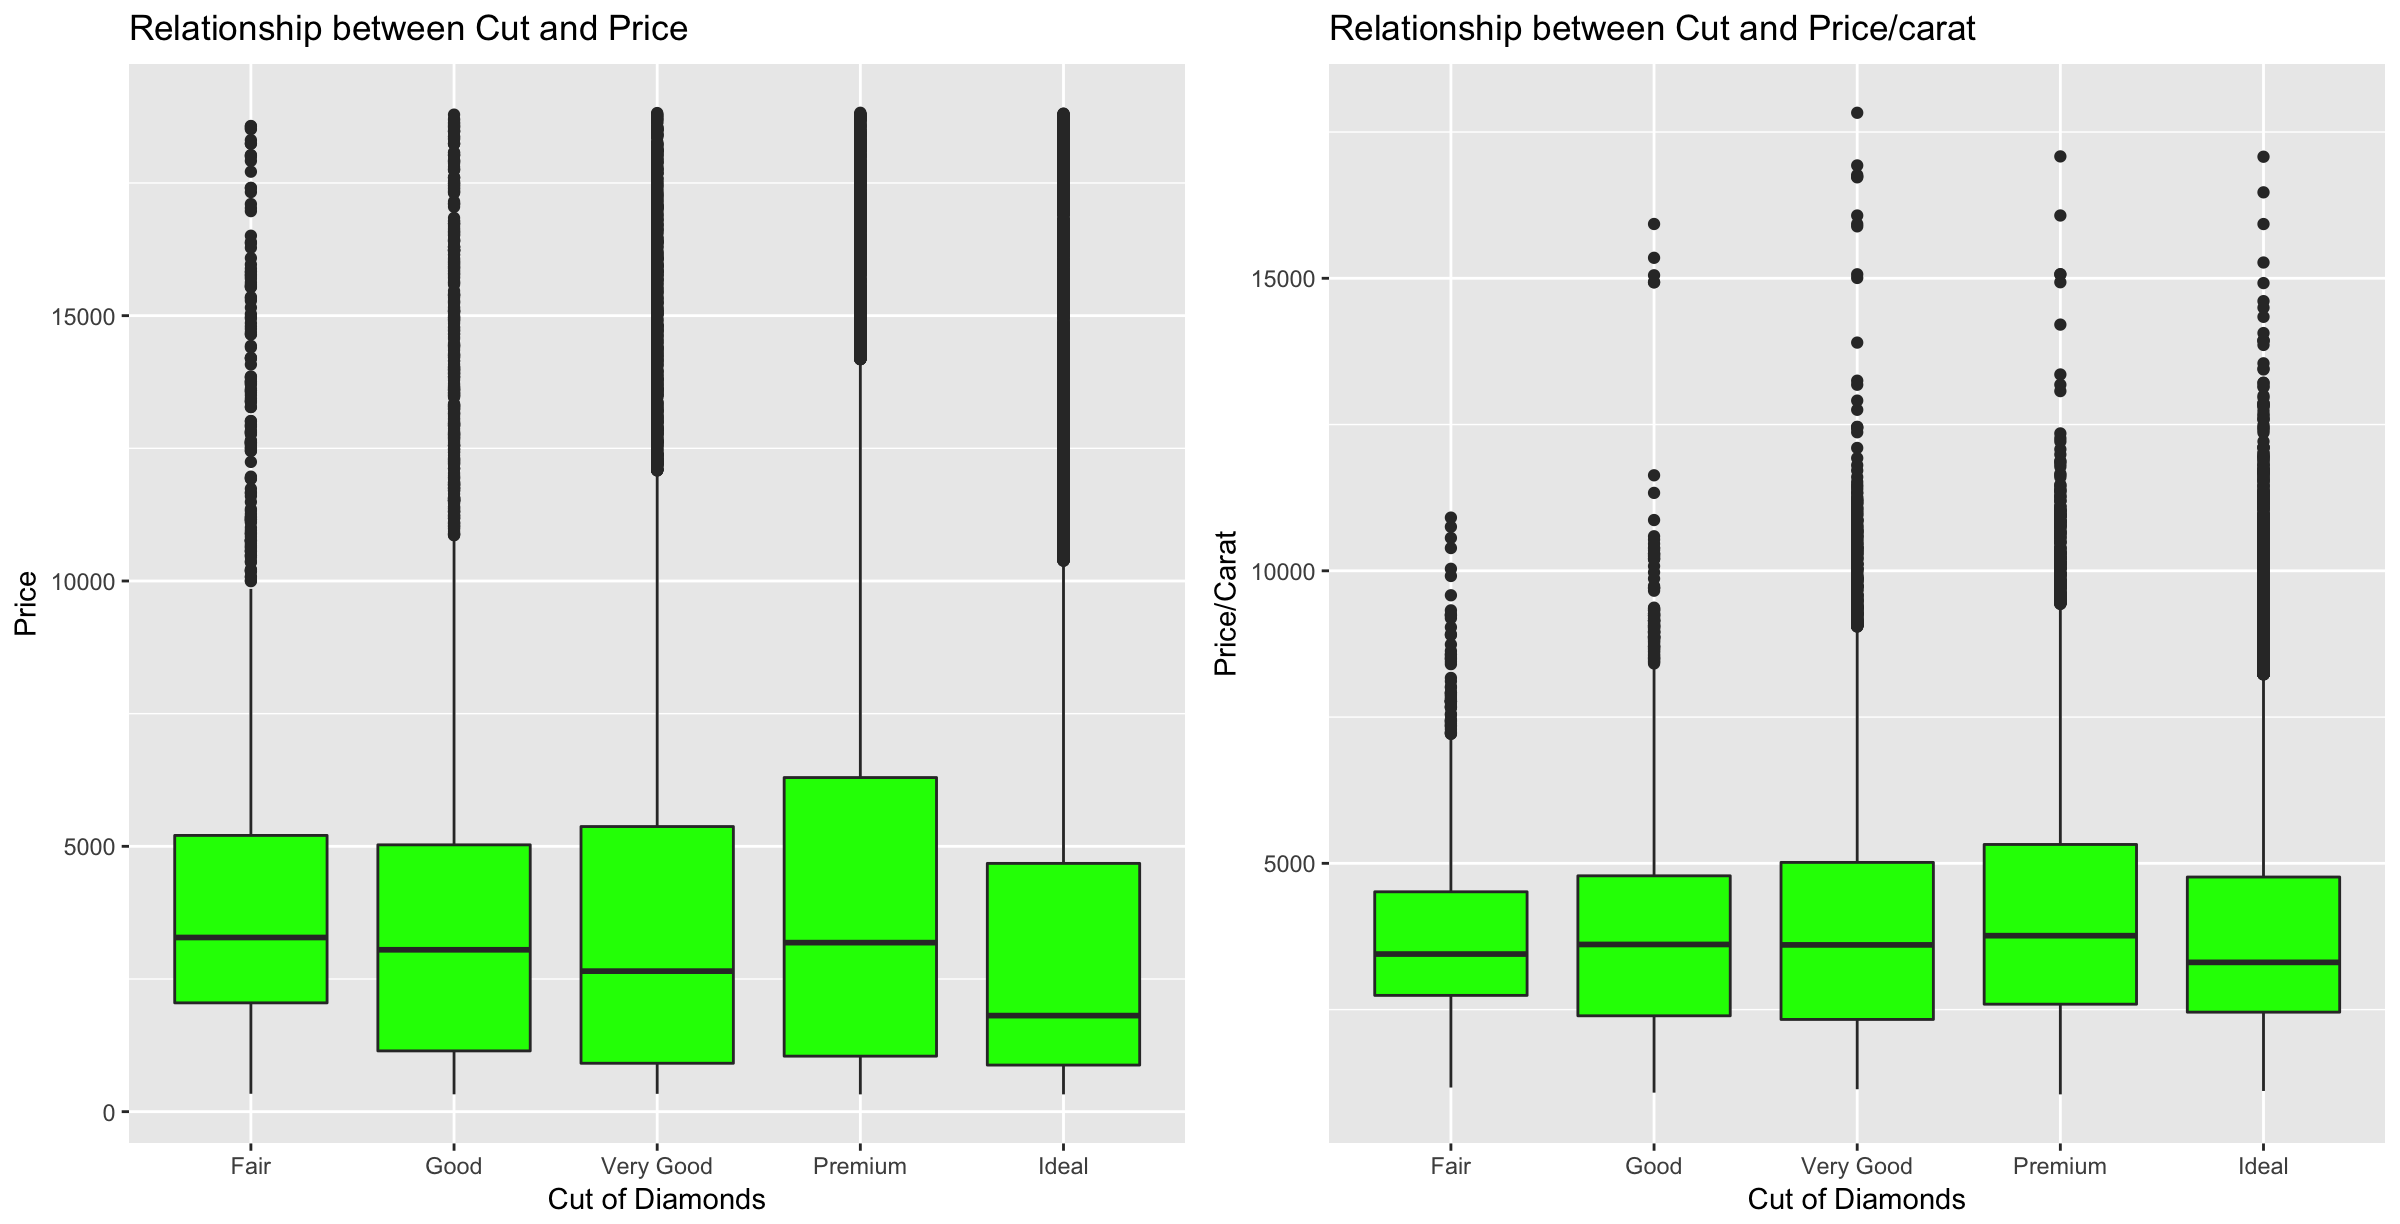 Relationship between Cut and Price
Price
15000
10000
5000
0
Fair Good Very Good Premium Ideal
Cut of Diamonds
Relationship between Cut and Price/carat
Price/Carat
15000
10000
5000
Fair Good Very Good Premium Ideal
Cut of Diamonds